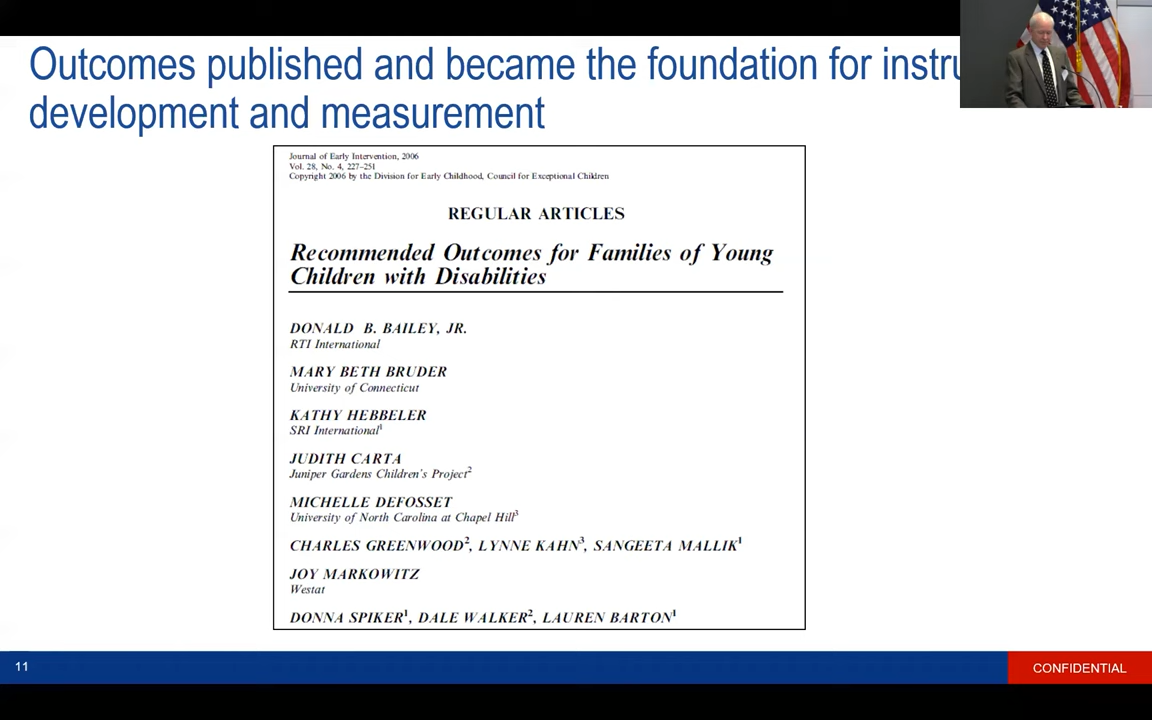 Outcomes published and became the foundation for
development and measurement
Journal of Early Intervention, 2006
Vol. 28, No. 4, 227–251
Copyright 2006 by the Division for Early Childhood, Council for Exceptional Children
REGULAR ARTICLES
Recommended Outcomes for Families of Young
Children with Disabilities
DONALD B. BAILEY, JR.
RTI International
MARY BETH BRUDER
University of Connecticut
KATHY HEBBELER
SRI International¹
JUDITH CARTA
Juniper Gardens Children's Project²
MICHELLE DEFOSSET
University of North Carolina at Chapel Hill³
CHARLES GREENWOOD², LYNNE KAHN³, SANGEETA MALLIK¹
JOY MARKOWITZ
Westat
DONNA SPIKER¹, DALE WALKER², LAUREN BARTON¹
11
CONFIDENTIAL